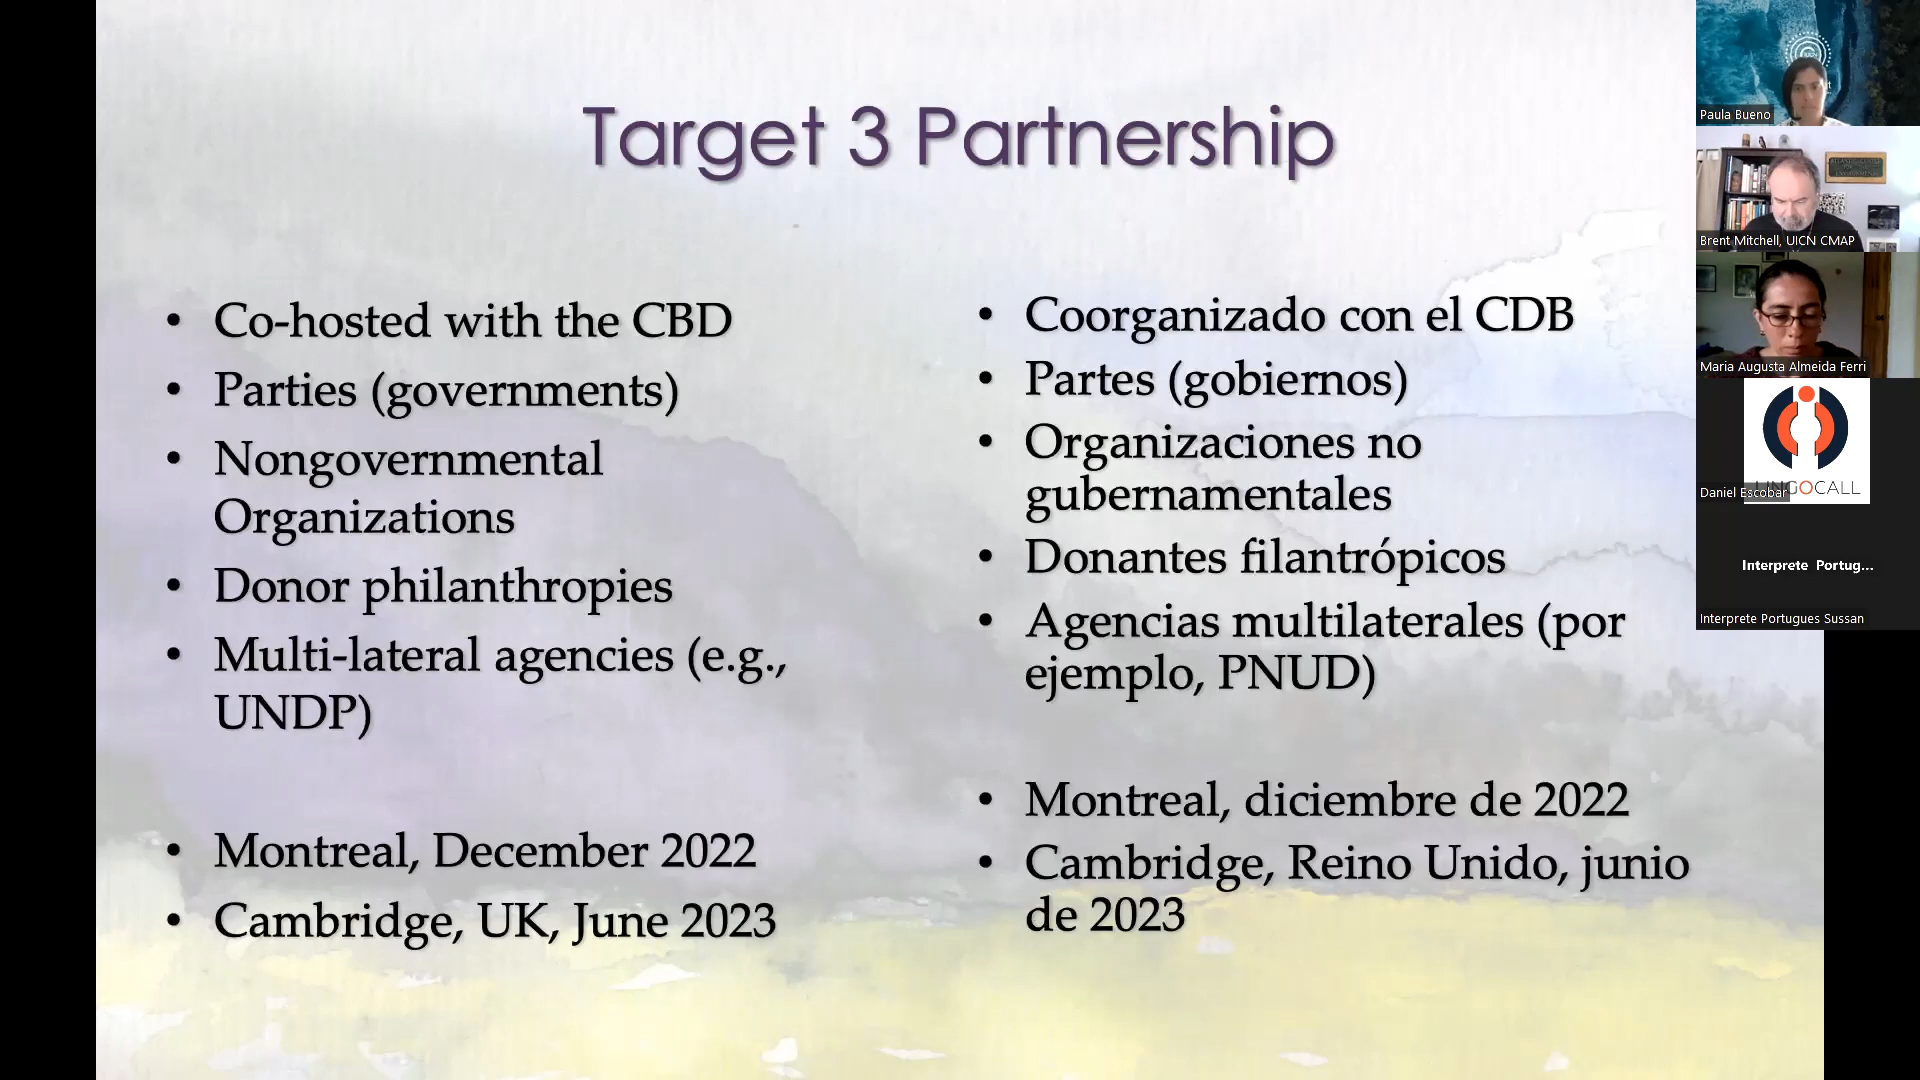 Target 3 Partnership
• Co-hosted with the CBD
• Parties (governments)
• Nongovernmental
Organizations
• Donor philanthropies
• Multi-lateral agencies (e.g.,
UNDP)
• Montreal, December 2022
• Cambridge, UK, June 2023
• Coorganizado con el CDB
• Partes (gobiernos)
• Organizaciones no
gubernamentales
• Donantes filantrópicos
• Agencias multilaterales (por
ejemplo, PNUD)
• Montreal, diciembre de 2022
• Cambridge, Reino Unido, junio
de 2023
Paula Bueno
Brent Mitchell, UICN CMAP
Maria Augusta Almeida Ferri
Daniel Escobar
NGOCALL
Interprete Portug...
Interprete Portugues Sussan